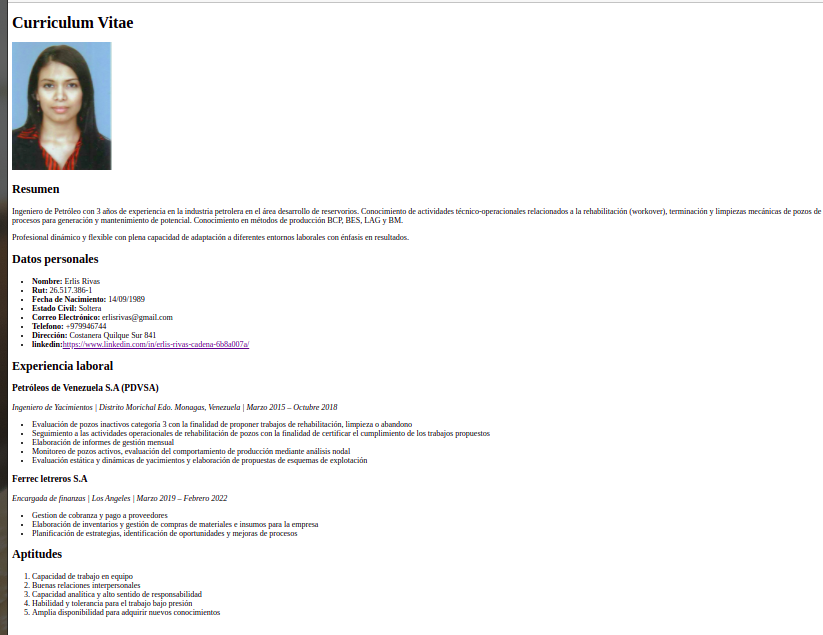 Curriculum Vitae
Resumen
Ingeniero de Petróleo con 3 años de experiencia en la industria petrolera en el área desarrollo de reservorios. Conocimiento de actividades técnico-operacionales relacionados a la rehabilitación (workover), terminación y limpiezas mecánicas de pozos de
procesos para generación y mantenimiento de potencial. Conocimiento en métodos de producción BCP, BES, LAG y BM.
Profesional dinámico y flexible con plena capacidad de adaptación a diferentes entornos laborales con énfasis en resultados.
Datos personales
• Nombre: Erlis Rivas
• Rut: 26.517.386-1
• Fecha de Nacimiento: 14/09/1989
• Estado Civil: Soltera
• Correo Electrónico: erlisrivas@gmail.com
• Telefono: +979946744
• Dirección: Costanera Quilque Sur 841
• linkedin:https://www.linkedin.com/in/erlis-rivas-cadena-6b8a007a/
Experiencia laboral
Petróleos de Venezuela S.A (PDVSA)
Ingeniero de Yacimientos | Distrito Morichal Edo. Monagas, Venezuela | Marzo 2015 – Octubre 2018
• Evaluación de pozos inactivos categoría 3 con la finalidad de proponer trabajos de rehabilitación, limpieza o abandono
• Seguimiento a las actividades operacionales de rehabilitación de pozos con la finalidad de certificar el cumplimiento de los trabajos propuestos
• Elaboración de informes de gestión mensual
• Monitoreo de pozos activos, evaluación del comportamiento de producción mediante análisis nodal
• Evaluación estática y dinámicas de yacimientos y elaboración de propuestas de esquemas de explotación
Ferrec letreros S.A
Encargada de finanzas | Los Angeles | Marzo 2019 – Febrero 2022
• Gestion de cobranza y pago a proveedores
• Elaboración de inventarios y gestión de compras de materiales e insumos para la empresa
• Planificación de estrategias, identificación de oportunidades y mejoras de procesos
Aptitudes
1. Capacidad de trabajo en equipo
2. Buenas relaciones interpersonales
3. Capacidad analítica y alto sentido de responsabilidad
4. Habilidad y tolerancia para el trabajo bajo presión
5. Amplia disponibilidad para adquirir nuevos conocimientos